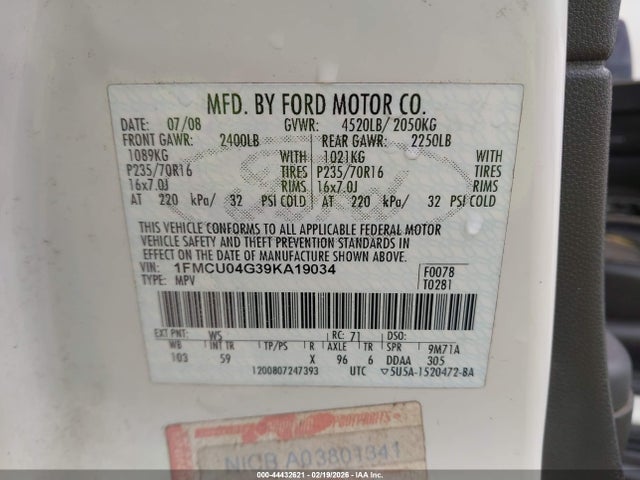 MFD. BY FORD MOTOR CO.
DATE: 07/08 GVWR: 4520LB/ 2050KG
FRONT GAWR: 2400LB REAR GAWR: 2250LB
1089KG WITH 1021KG WITH
P235/70R16 TIRES P235/70R16 TIRES
16x7.0J RIMS 16x7.0J RIMS
AT 220 kPa/ 32 PSI COLD AT 220 kPa/ 32 PSI COLD
THIS VEHICLE CONFORMS TO ALL APPLICABLE FEDERAL MOTOR
VEHICLE SAFETY AND THEFT PREVENTION STANDARDS IN
EFFECT ON THE DATE OF MANUFACTURE SHOWN ABOVE.
VIN: 1FMCU04G39KA19034 F0078
TYPE: MPV T0281
EXT PNT: WS RC: 71 DSO:
WB INT TR TP/PS R AXLE TR SPR 9M71A
103 59 X 96 6 DDAA 305
1200807247393 UTC ▽5U5A-1520472-BA
NICB A03801341
000-44432621 - 02/19/2026 - IAAI COLUMBUS